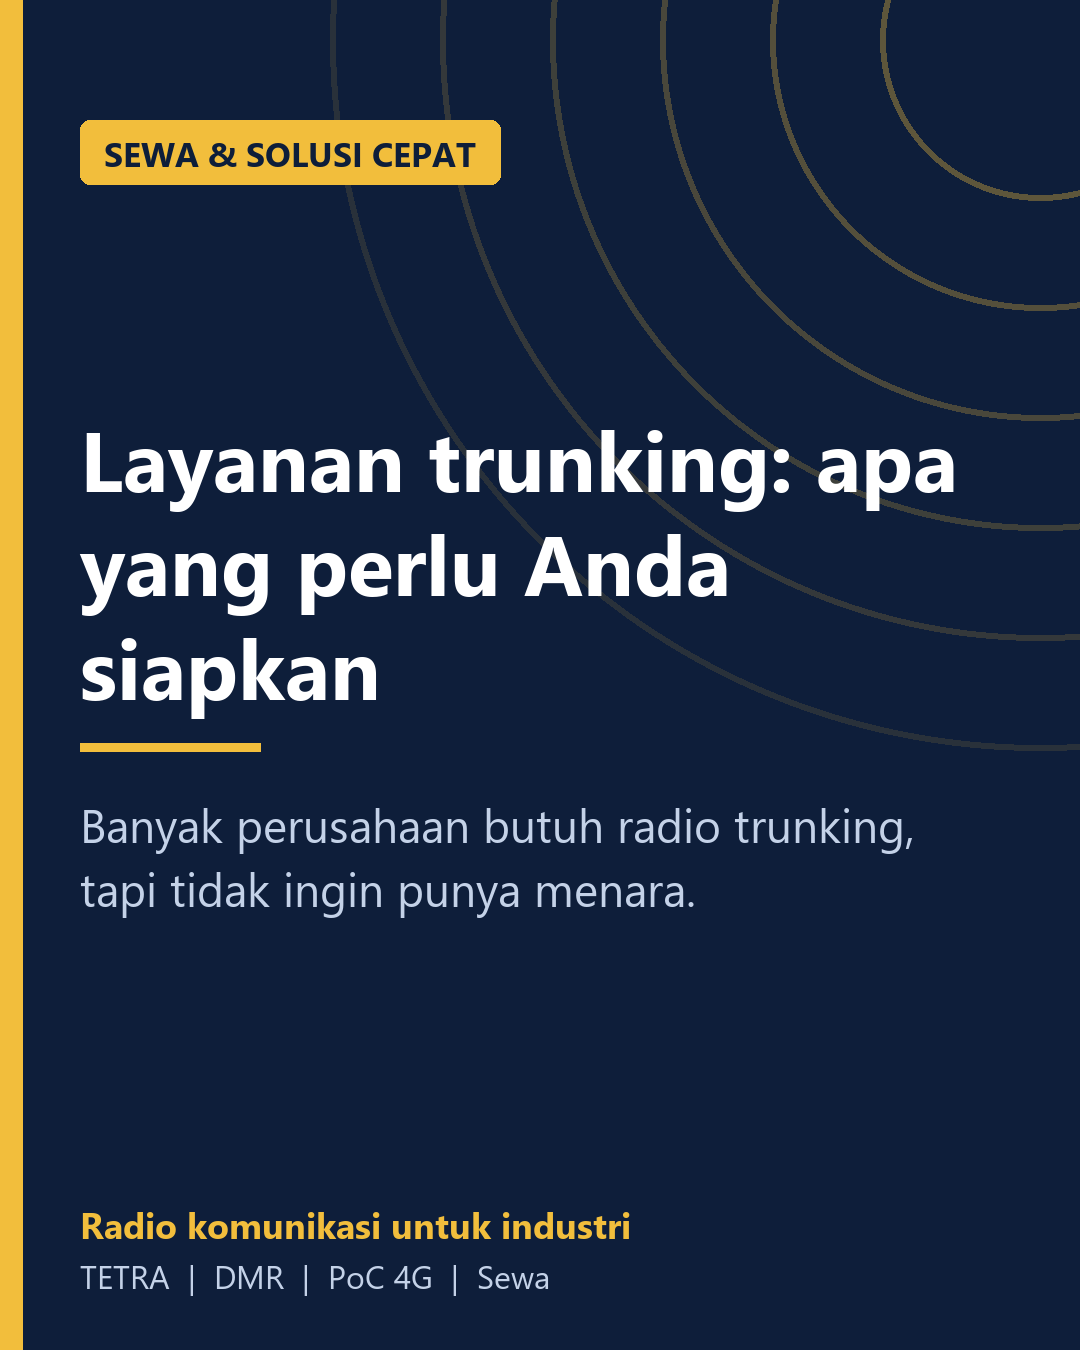 SEWA & SOLUSI CEPAT
Layanan trunking: apa
yang perlu Anda
siapkan
Banyak perusahaan butuh radio trunking,
tapi tidak ingin punya menara.
Radio komunikasi untuk industri
TETRA | DMR | PoC 4G | Sewa